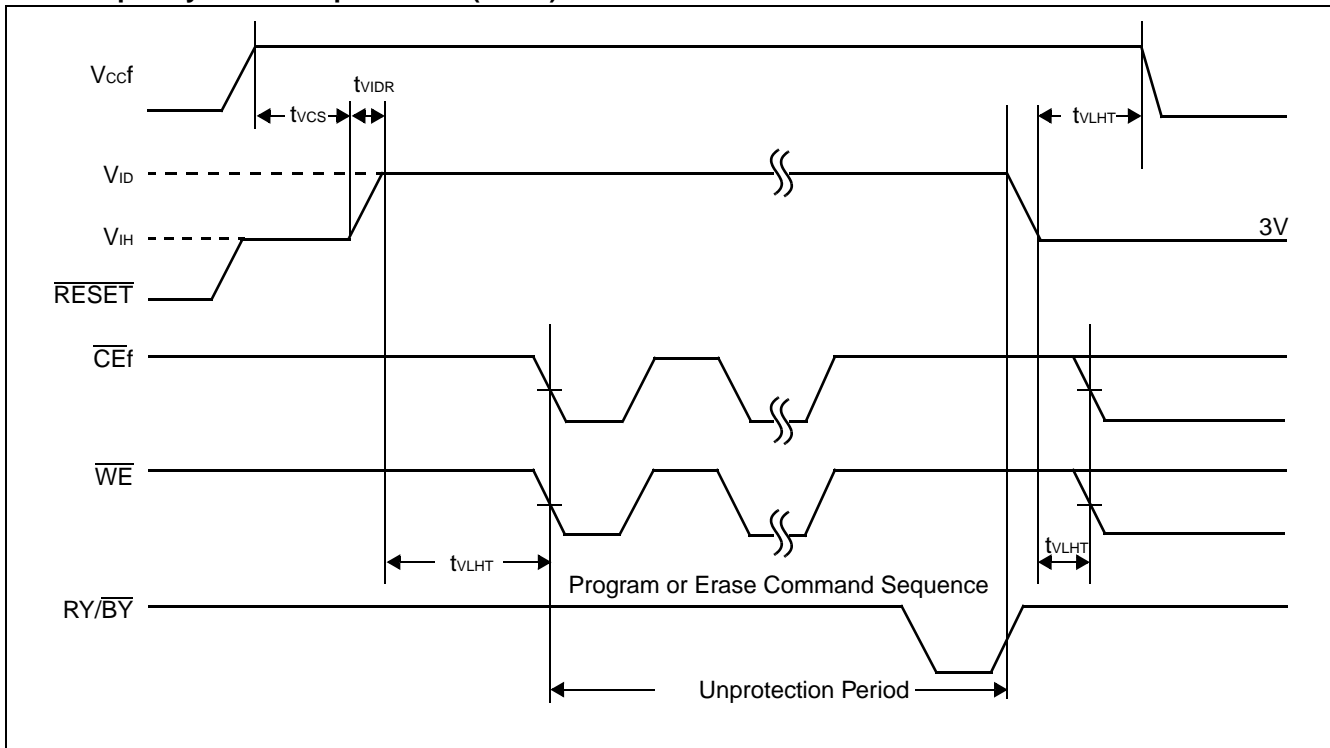 VCCf
tVIDR
tVCS
tVLHT
VID
VIH
3V
RESET
CEf
WE
tVLHT
tVLHT
Program or Erase Command Sequence
RY/BY
Unprotection Period